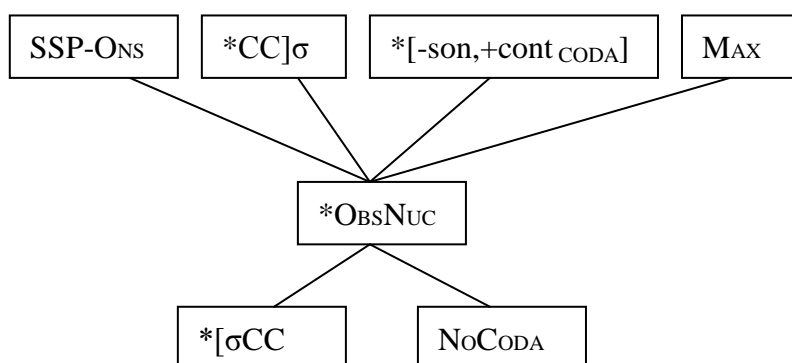 SSP-ONS *CC]σ *[-son,+cont CODA] MAX
*OBSNUC
*[σCC NOCODA